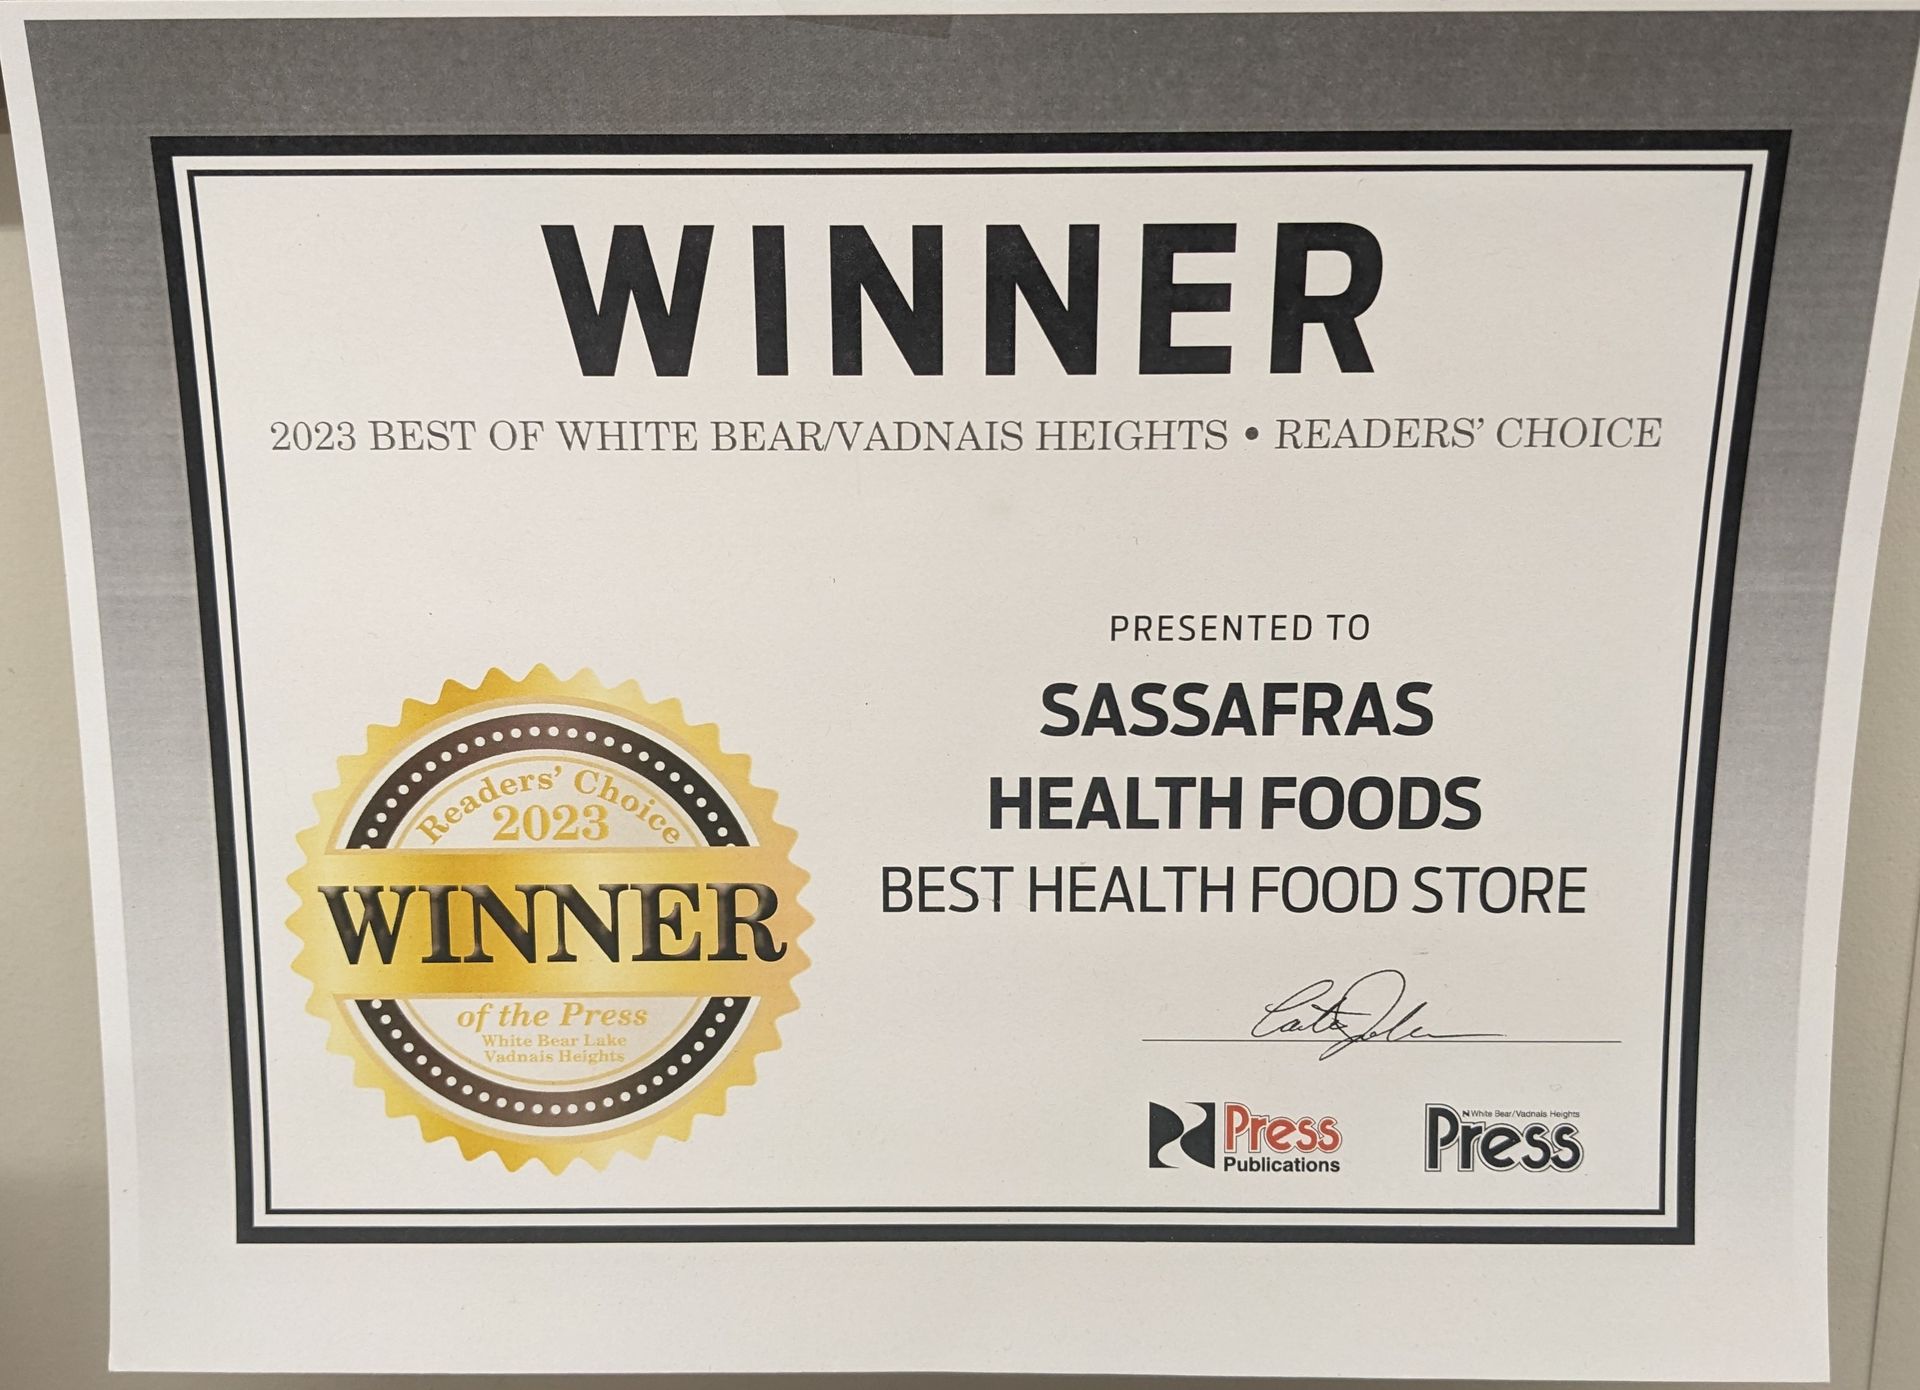 WINNER
2023 BEST OF WHITE BEAR/VADNAIS HEIGHTS • READERS' CHOICE
PRESENTED TO
SASSAFRAS
HEALTH FOODS
BEST HEALTH FOOD STORE
Readers' Choice
2023
WINNER
of the Press
White Bear Lake
Vadnais Heights
Press
Publications
White Bear/Vadnais Heights
Press